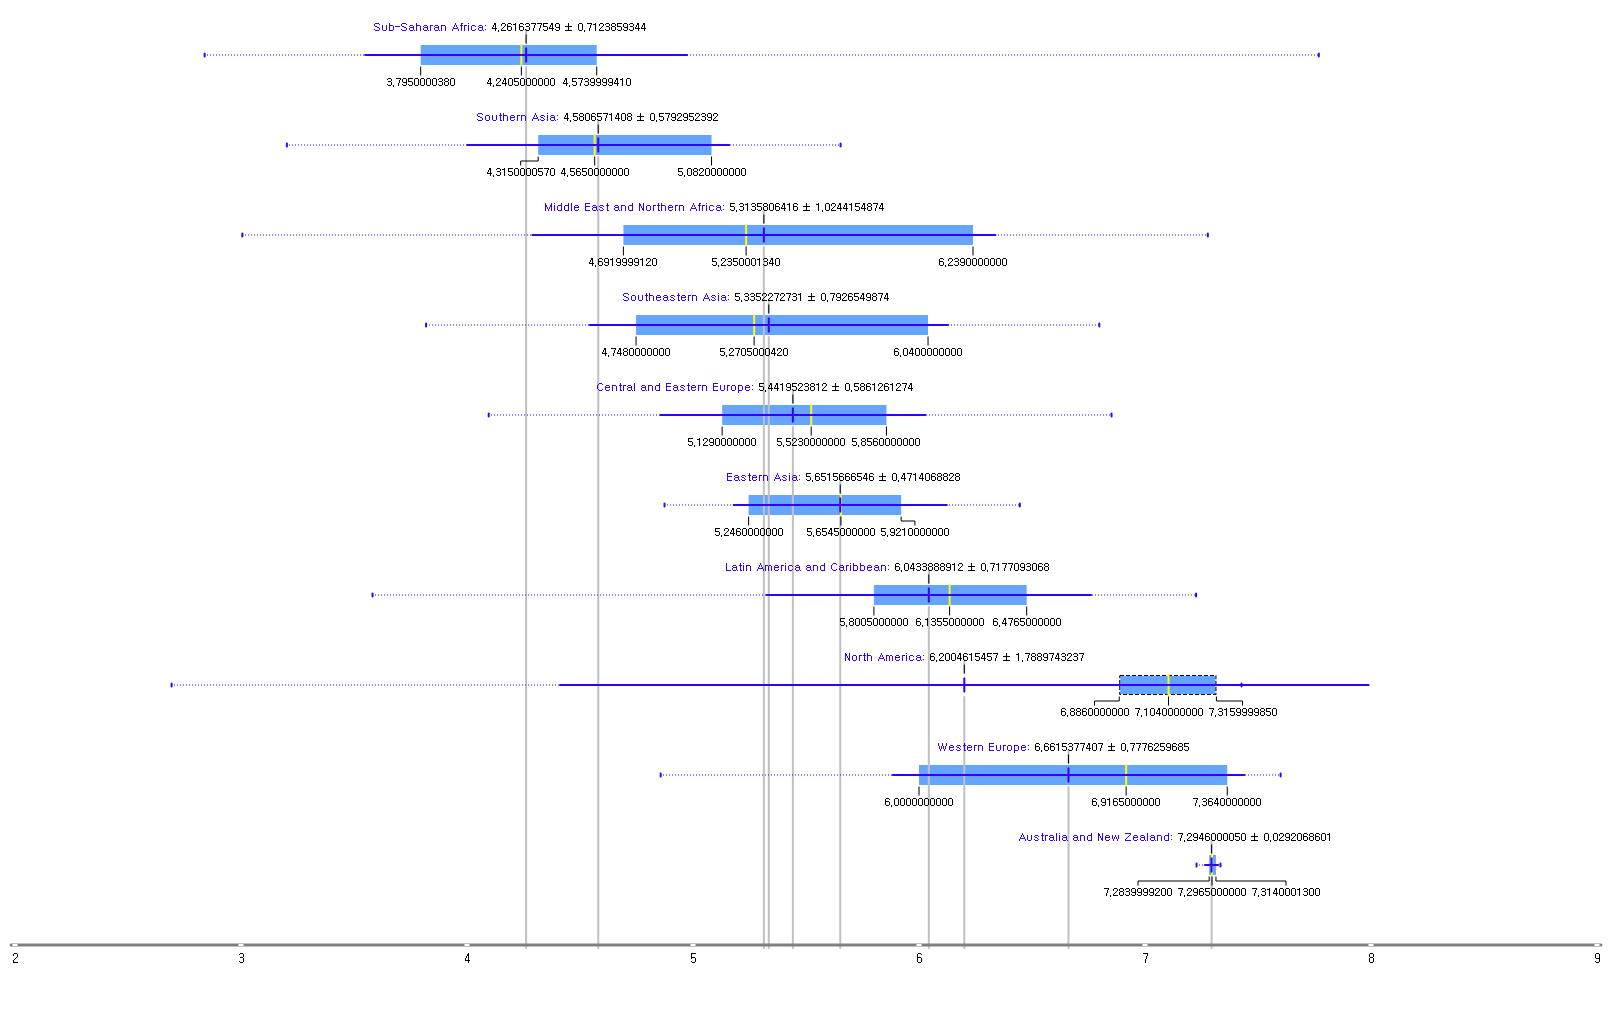 Sub-Saharan Africa: 4,2616377549 ± 0,7123859344
3,7950000380 4,2405000000 4,5739999410
Southern Asia: 4,5806571408 ± 0,5792952392
4,3150000570 4,5650000000 5,0820000000
Middle East and Northern Africa: 5,3135806416 ± 1,0244154874
4,6919999120 5,2350001340 6,2390000000
Southeastern Asia: 5,3352272731 ± 0,7926549874
4,7480000000 5,2705000420 6,0400000000
Central and Eastern Europe: 5,4419523812 ± 0,5861261274
5,1290000000 5,5230000000 5,8560000000
Eastern Asia: 5,6515666546 ± 0,4714068828
5,2460000000 5,6545000000 5,9210000000
Latin America and Caribbean: 6,0433888912 ± 0,7177093068
5,8005000000 6,1355000000 6,4765000000
North America: 6,2004615457 ± 1,7889743237
6,8860000000 7,1040000000 7,3159999850
Western Europe: 6,6615377407 ± 0,7776259685
6,0000000000 6,9165000000 7,3640000000
Australia and New Zealand: 7,2946000050 ± 0,0292068601
7,2839999200 7,2965000000 7,3140001300
2 3 4 5 6 7 8 9